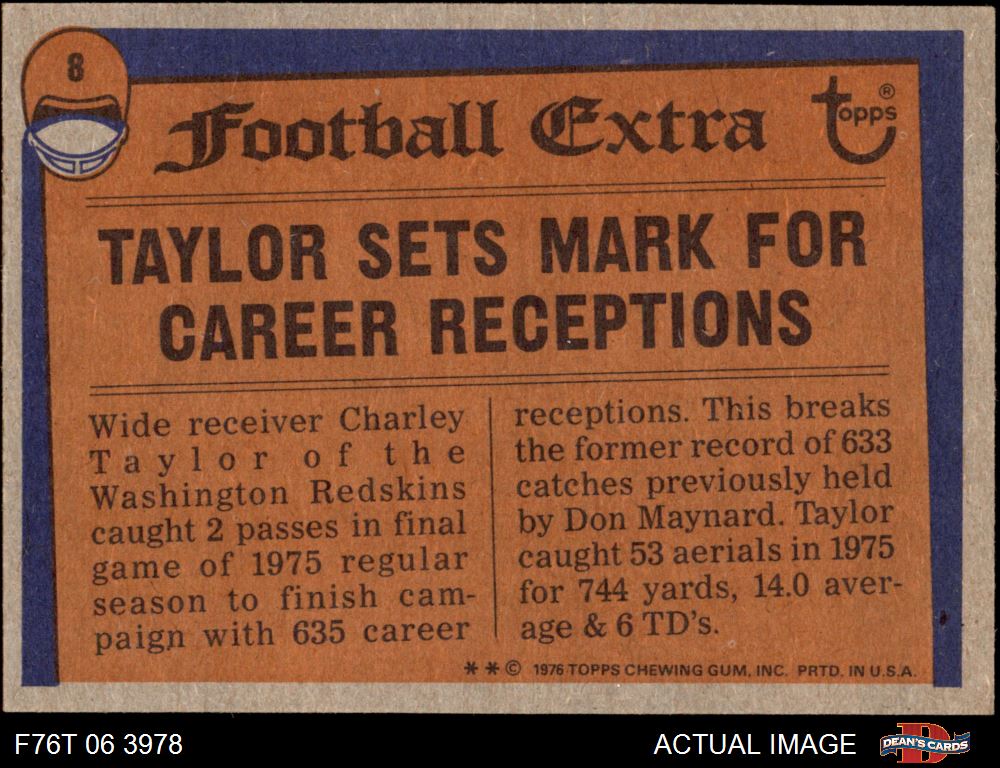 8
Football Extra
topps®
TAYLOR SETS MARK FOR
CAREER RECEPTIONS
Wide receiver Charley
Taylor of the
Washington Redskins
caught 2 passes in final
game of 1975 regular
season to finish cam-
paign with 635 career
receptions. This breaks
the former record of 633
catches previously held
by Don Maynard. Taylor
caught 53 aerials in 1975
for 744 yards, 14.0 aver-
age & 6 TD's.
* * © 1976 TOPPS CHEWING GUM, INC. PRTD. IN U.S.A.
F76T 06 3978
ACTUAL IMAGE
DEAN'S CARDS